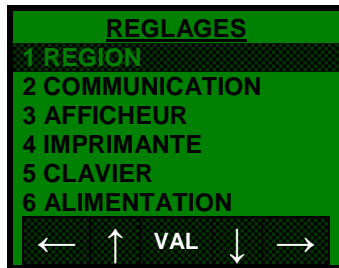 REGLAGES
1 REGION
2 COMMUNICATION
3 AFFICHEUR
4 IMPRIMANTE
5 CLAVIER
6 ALIMENTATION
← ↑ VAL ↓ →